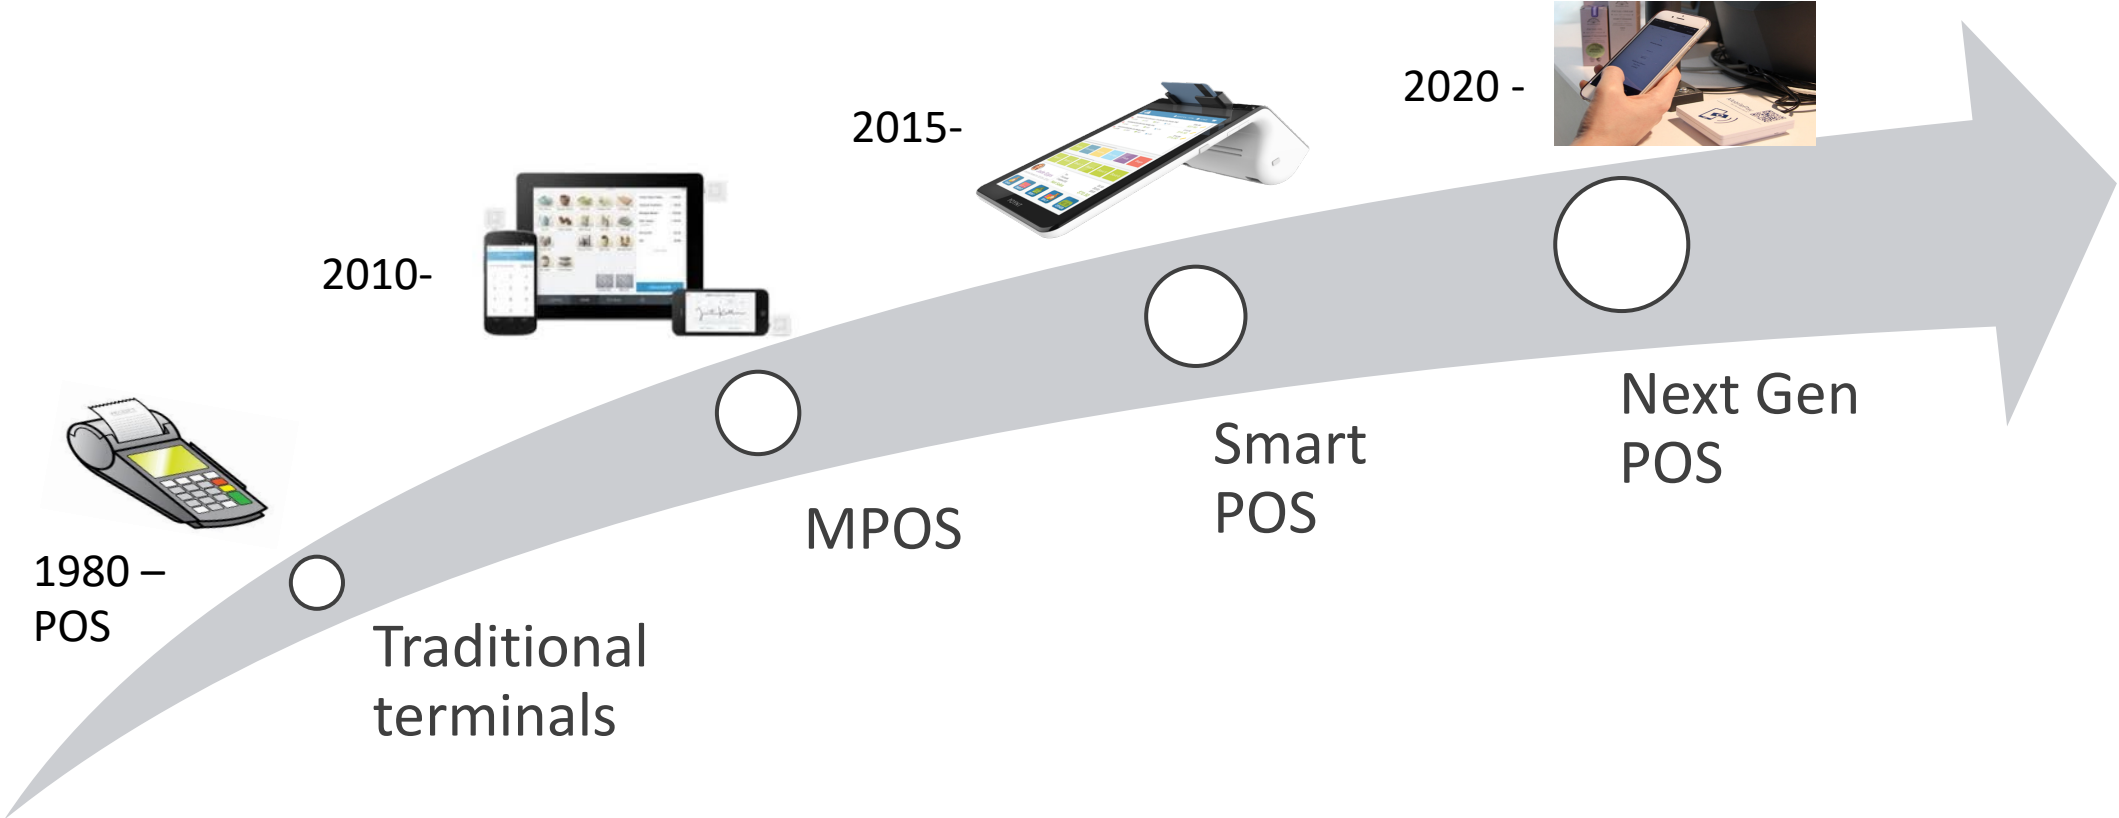 2020 -
2015-
2010-
1980 –
POS
Traditional
terminals
MPOS
Smart
POS
Next Gen
POS